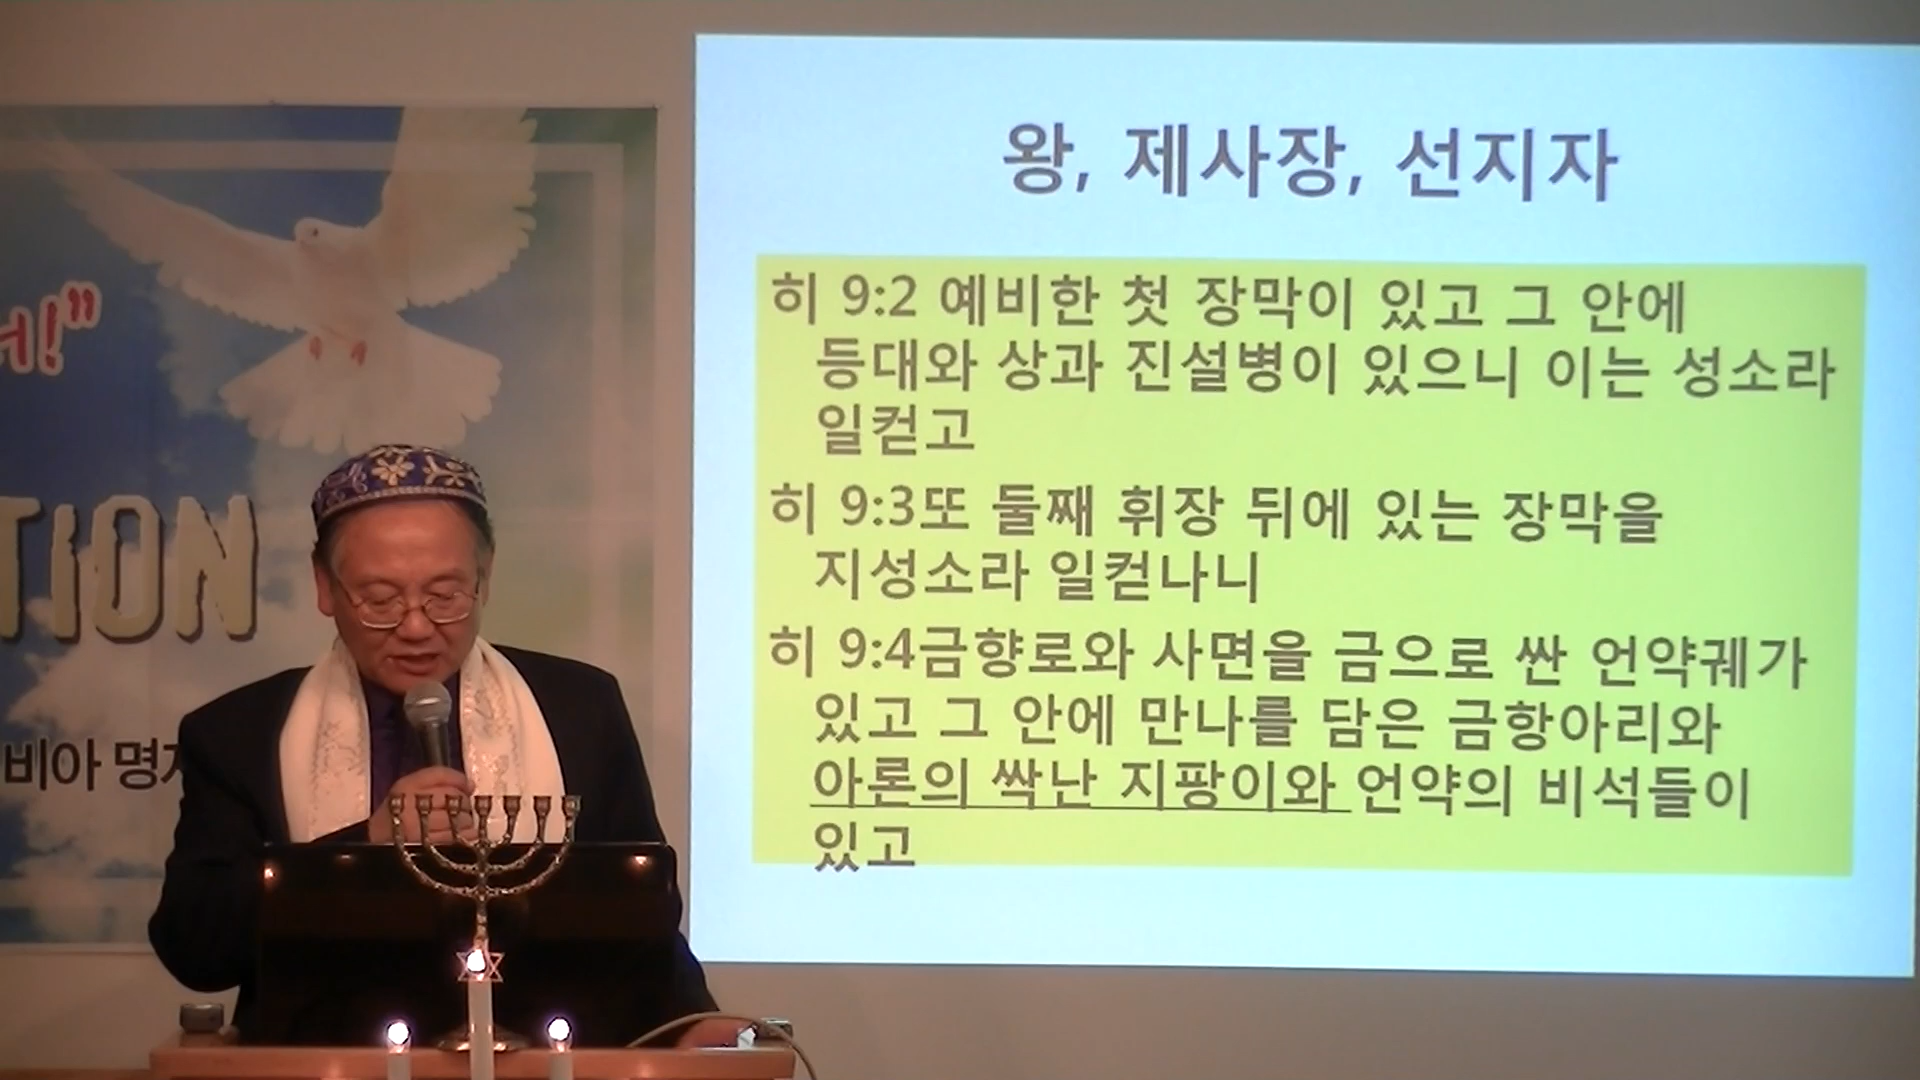 왕, 제사장, 선지자
히 9:2 예비한 첫 장막이 있고 그 안에
등대와 상과 진설병이 있으니 이는 성소라
일컫고
히 9:3또 둘째 휘장 뒤에 있는 장막을
지성소라 일컫나니
히 9:4금향로와 사면을 금으로 싼 언약궤가
있고 그 안에 만나를 담은 금항아리와
아론의 싹난 지팡이와 언약의 비석들이
있고
!”
TION
비아